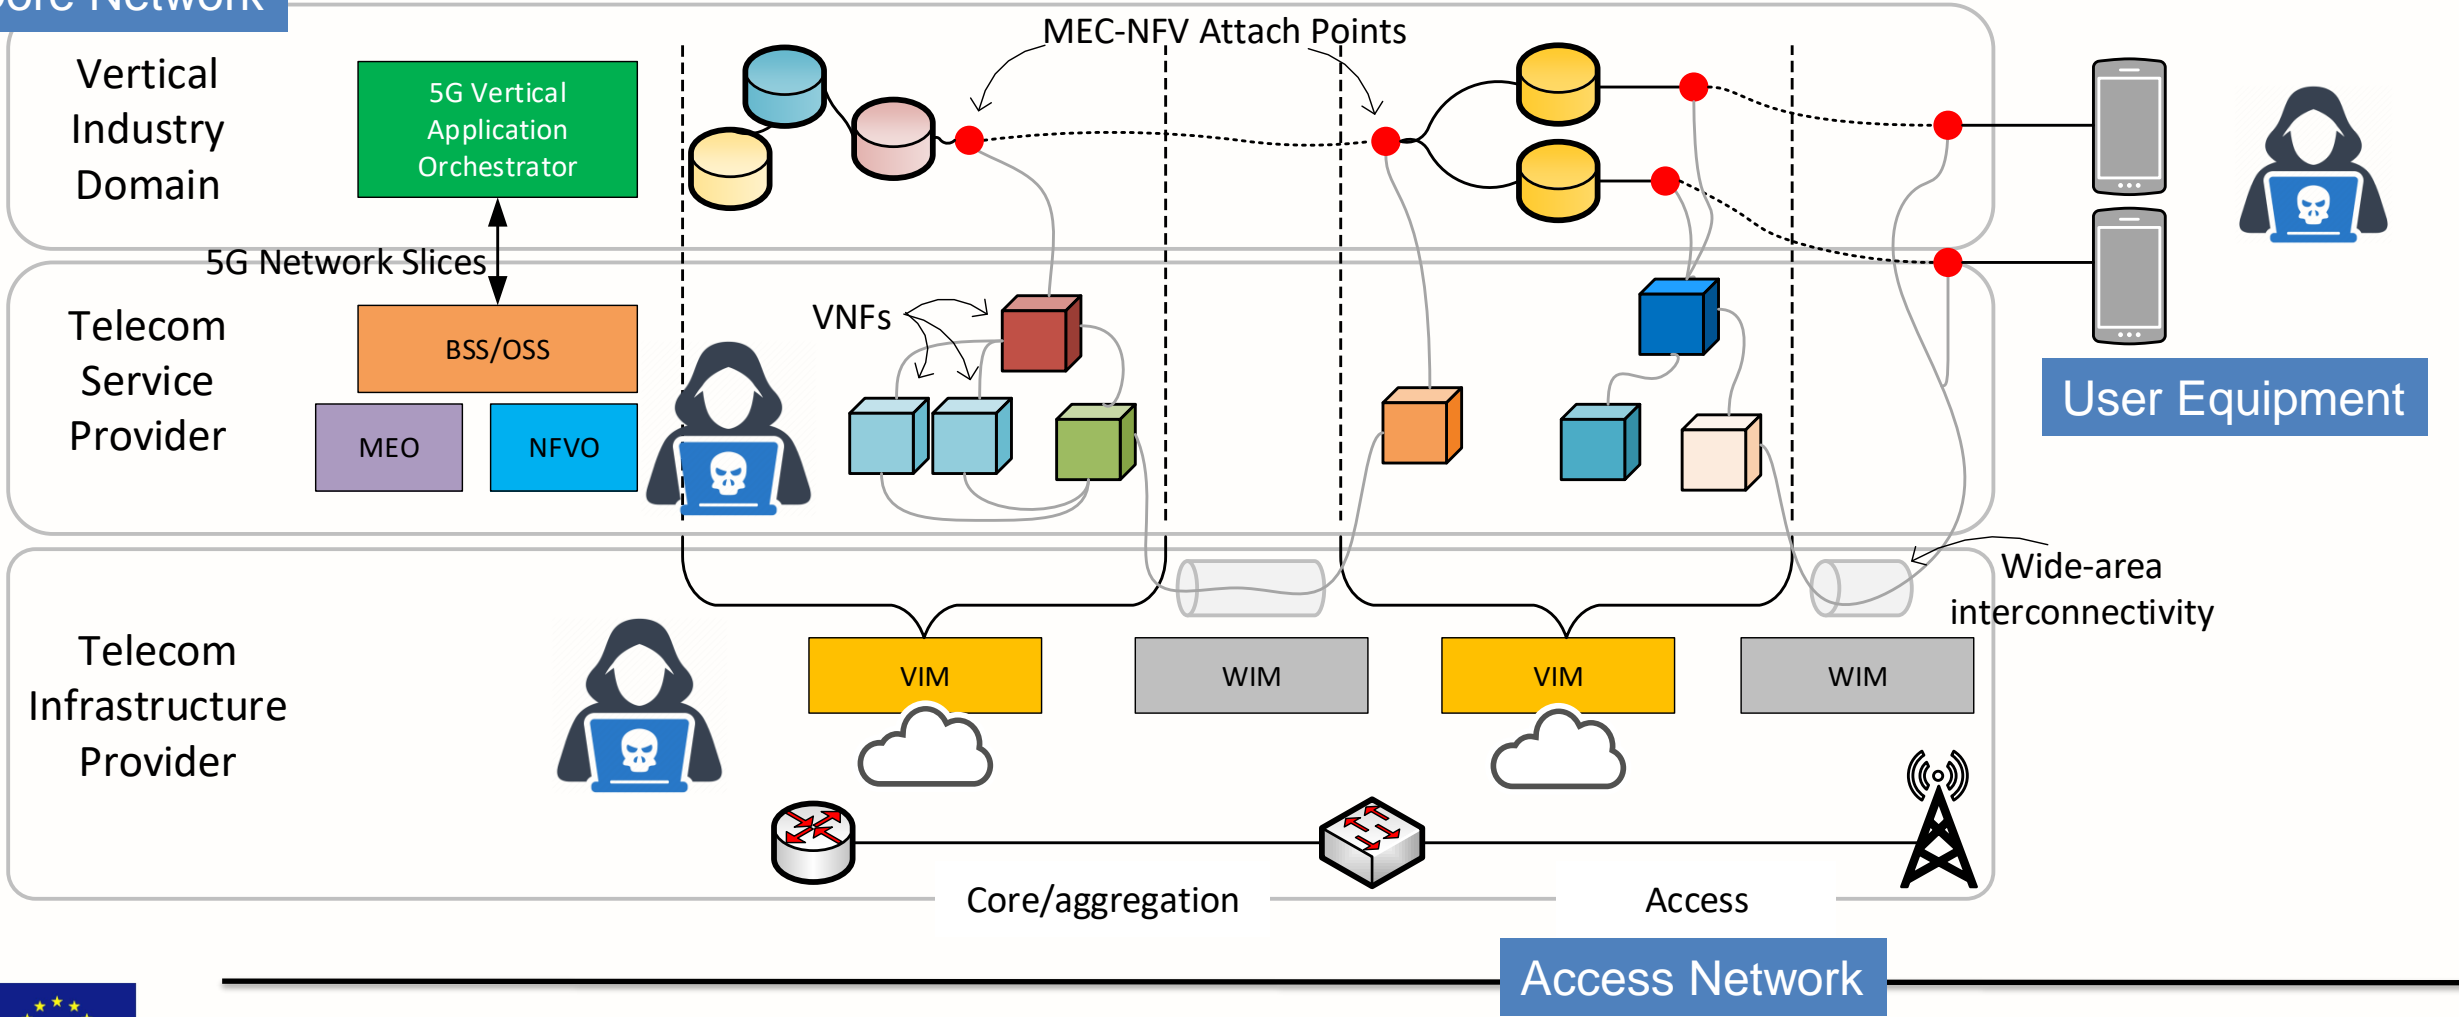 Core Network
MEC-NFV Attach Points
Vertical
Industry
Domain
5G Vertical
Application
Orchestrator
5G Network Slices
Telecom
Service
Provider
BSS/OSS
MEO
NFVO
VNFs
User Equipment
Wide-area
interconnectivity
Telecom
Infrastructure
Provider
VIM
WIM
VIM
WIM
Core/aggregation
Access
Access Network